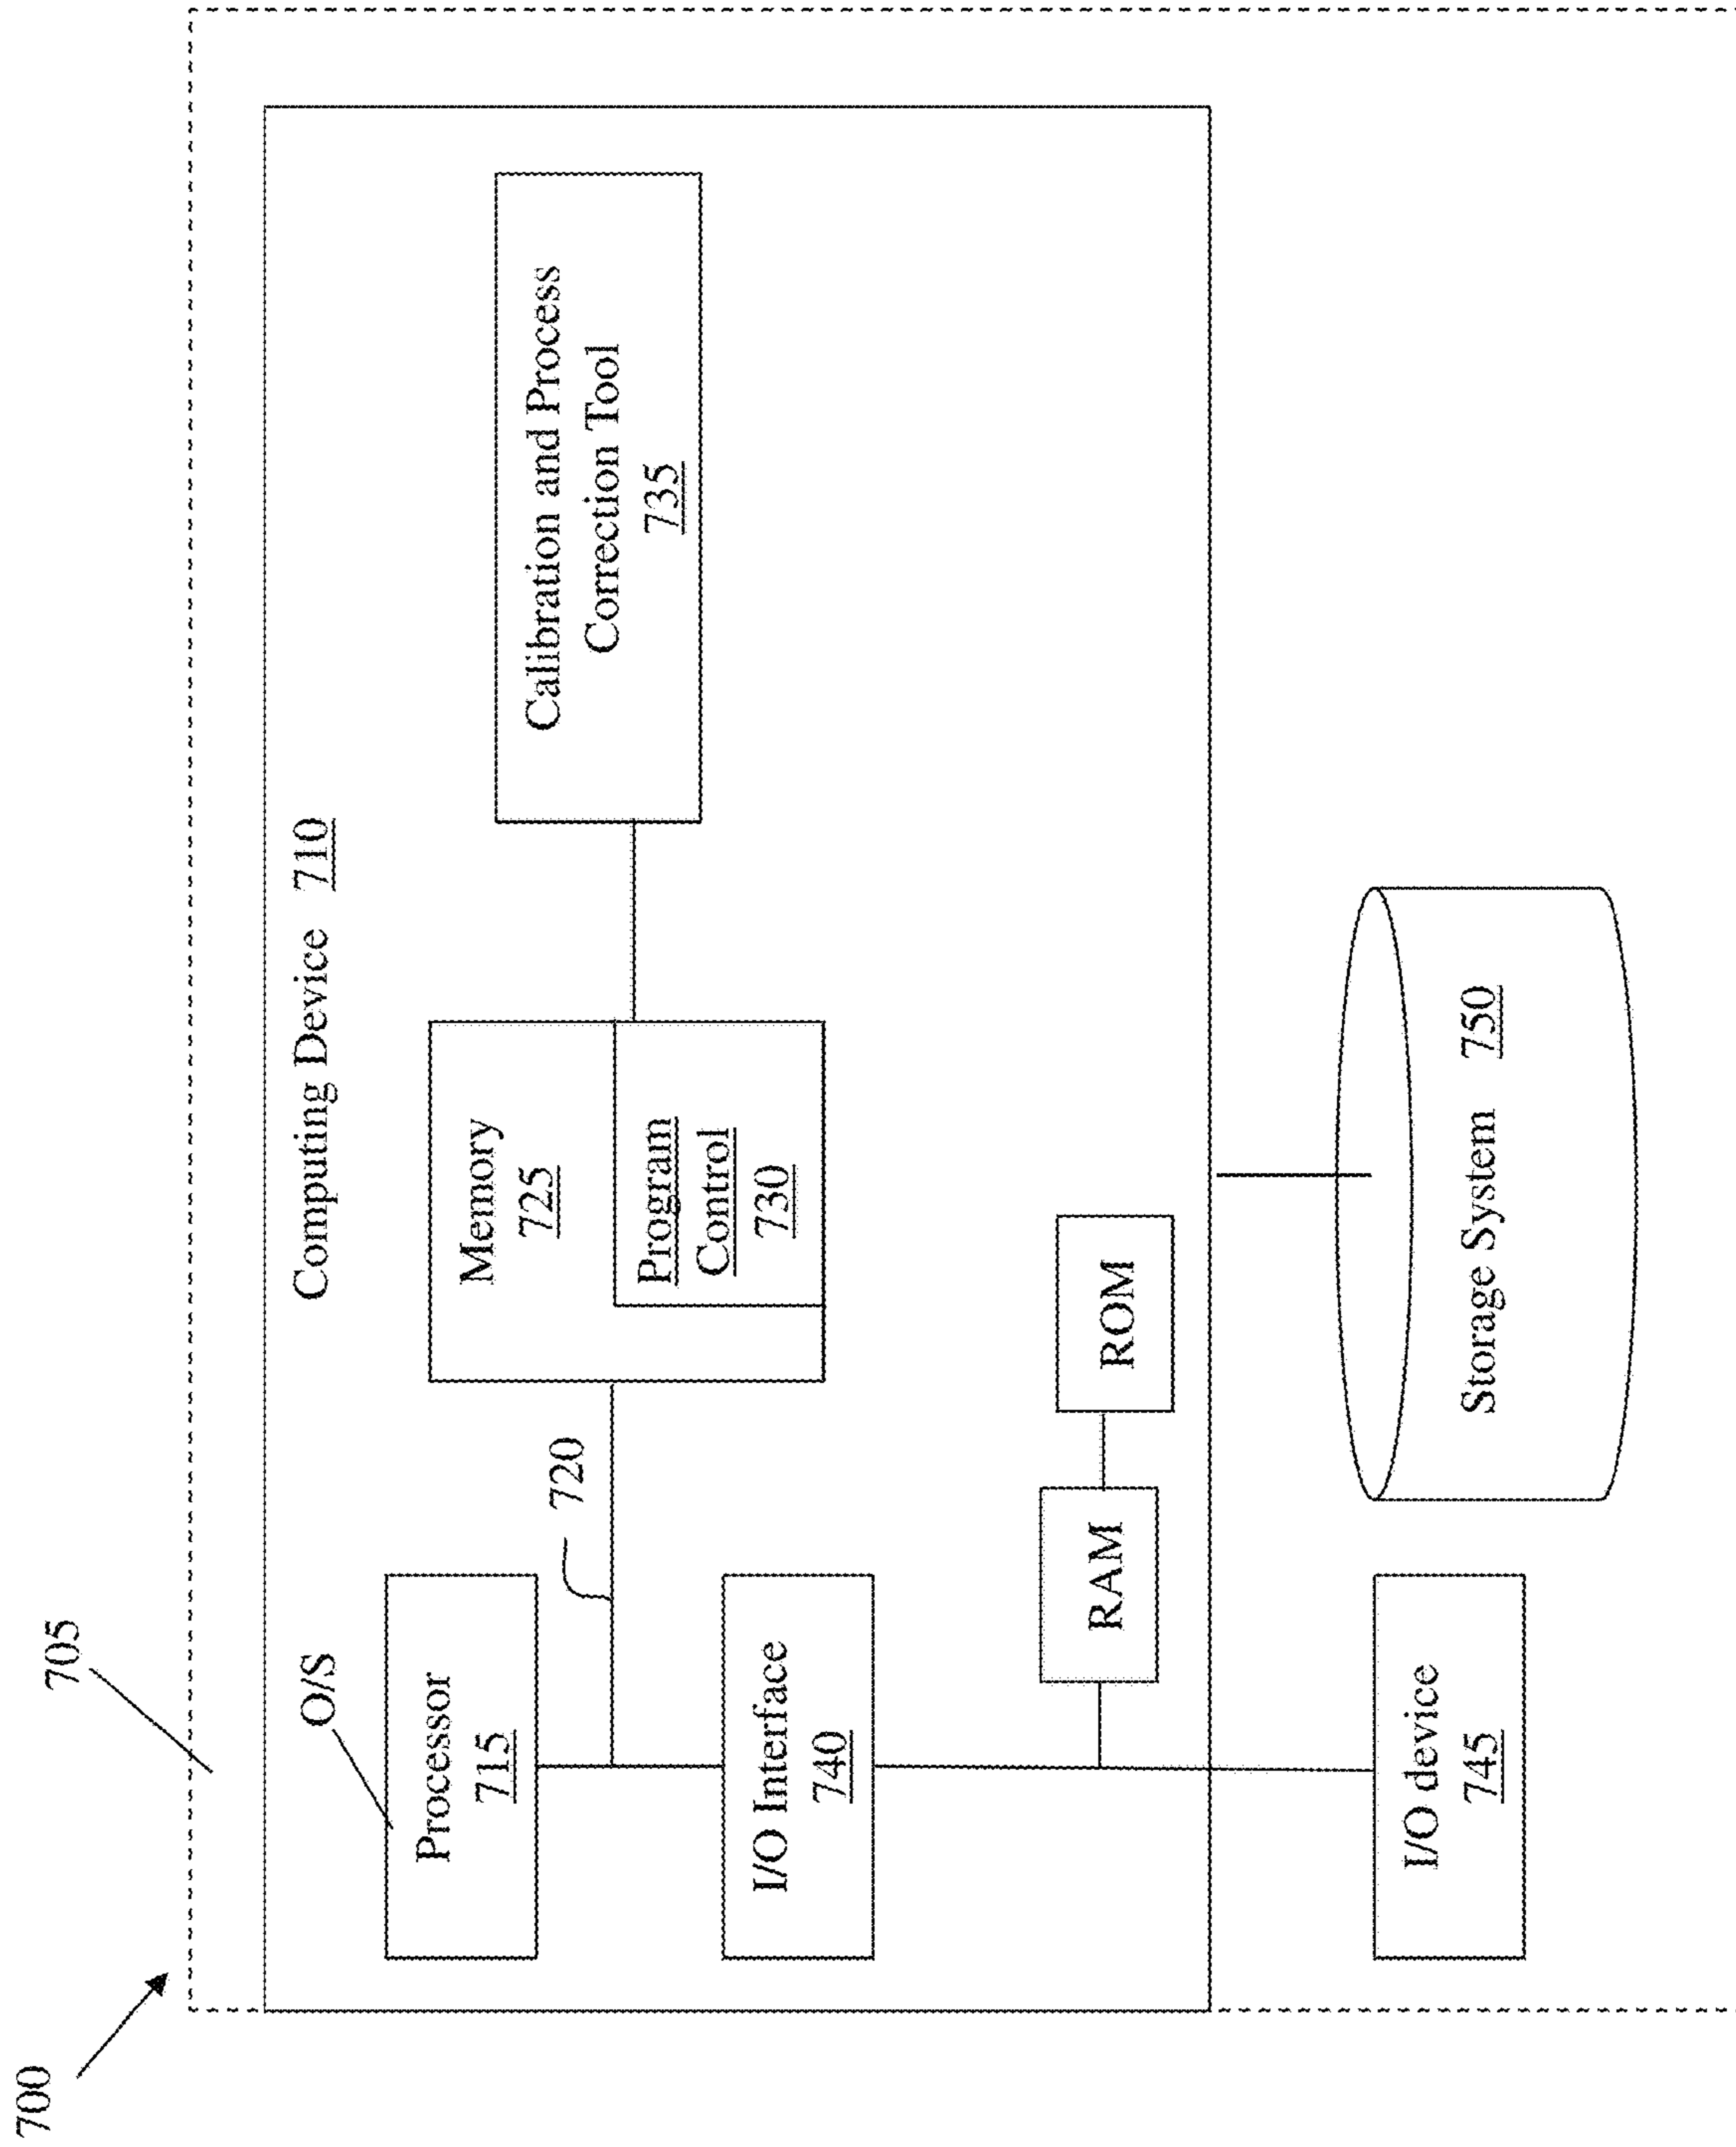 700
705
Computing Device 710
O/S
Processor
715
720
Memory
725
Program
Control
730
Calibration and Process
Correction Tool
735
I/O Interface
740
RAM
ROM
I/O device
745
Storage System 750